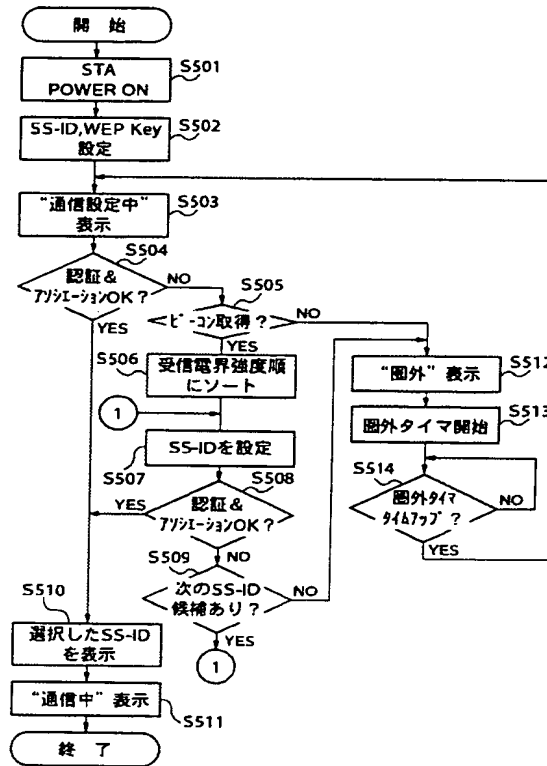 開 始
S501
STA
POWER ON
S502
SS-ID,WEP Key
設定
S503
“通信設定中”
表示
S504
認証&
アソシエーションOK?
NO
YES
S505
ビーコン取得?
NO
YES
S506
受信電界強度順
にソート
1
SS-IDを設定
S507
S508
認証&
アソシエーションOK?
YES
NO
S509
次のSS-ID
候補あり?
NO
YES
1
S510
選択したSS-ID
を表示
“通信中” 表示
S511
終 了
“圏外” 表示
S512
圏外タイマ開始
S513
S514
圏外タイマ
タイムアップ?
NO
YES